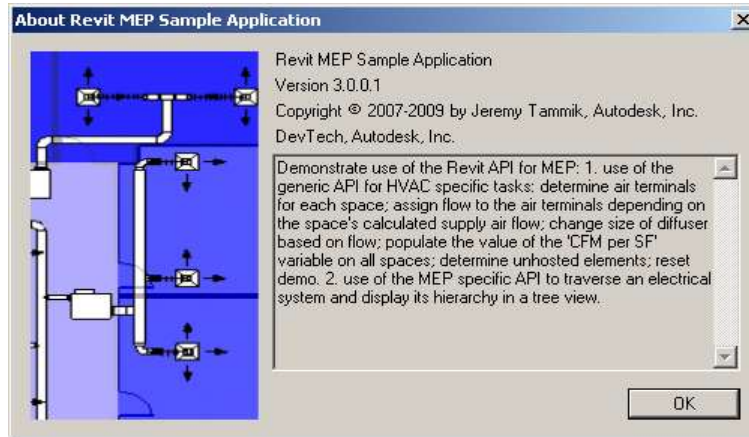 About Revit MEP Sample Application
Revit MEP Sample Application
Version 3.0.0.1
Copyright © 2007-2009 by Jeremy Tammik, Autodesk, Inc.
DevTech, Autodesk, Inc.
Demonstrate use of the Revit API for MEP: 1. use of the
generic API for HVAC specific tasks: determine air terminals
for each space; assign flow to the air terminals depending on
the space's calculated supply air flow; change size of diffuser
based on flow; populate the value of the 'CFM per SF'
variable on all spaces; determine unhosted elements; reset
demo. 2. use of the MEP specific API to traverse an electrical
system and display its hierarchy in a tree view.
OK